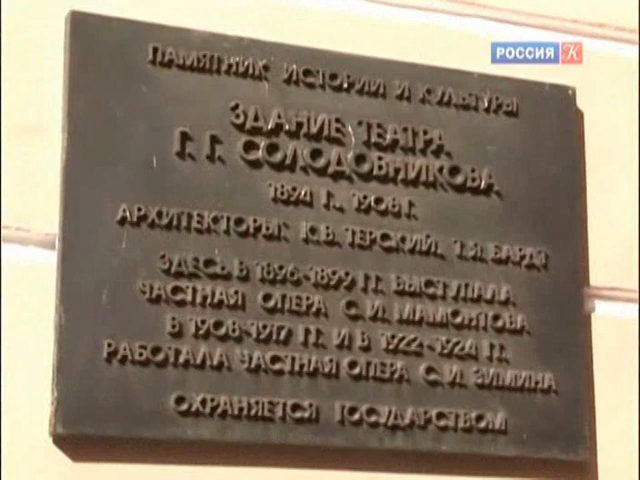 РОССИЯ К
ПАМЯТНИК ИСТОРИИ И КУЛЬТУРЫ
ЗДАНИЕ ТЕАТРА
Г. Г. СОЛОДОВНИКОВА
1894 Г., 1908 Г.
АРХИТЕКТОРЫ: К.В. ТЕРСКИЙ, Т.Я. БАРДТ
ЗДЕСЬ В 1896-1899 ГГ. ВЫСТУПАЛА
ЧАСТНАЯ ОПЕРА С. И. МАМОНТОВА
В 1908-1917 ГГ. И В 1922-1924 ГГ.
РАБОТАЛА ЧАСТНАЯ ОПЕРА С. И. ЗИМИНА
ОХРАНЯЕТСЯ ГОСУДАРСТВОМ